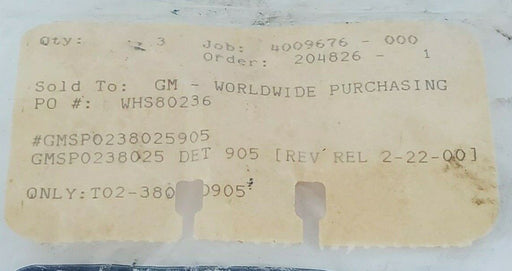 Qty: 3 Job: 4009676 - 000
Order: 204826 - 1
Sold To: GM - WORLDWIDE PURCHASING
PO #: WHS80236
#GMSP0238025905
GMSP0238025 DET 905 [REV REL 2-22-00]
ONLY:T02-380